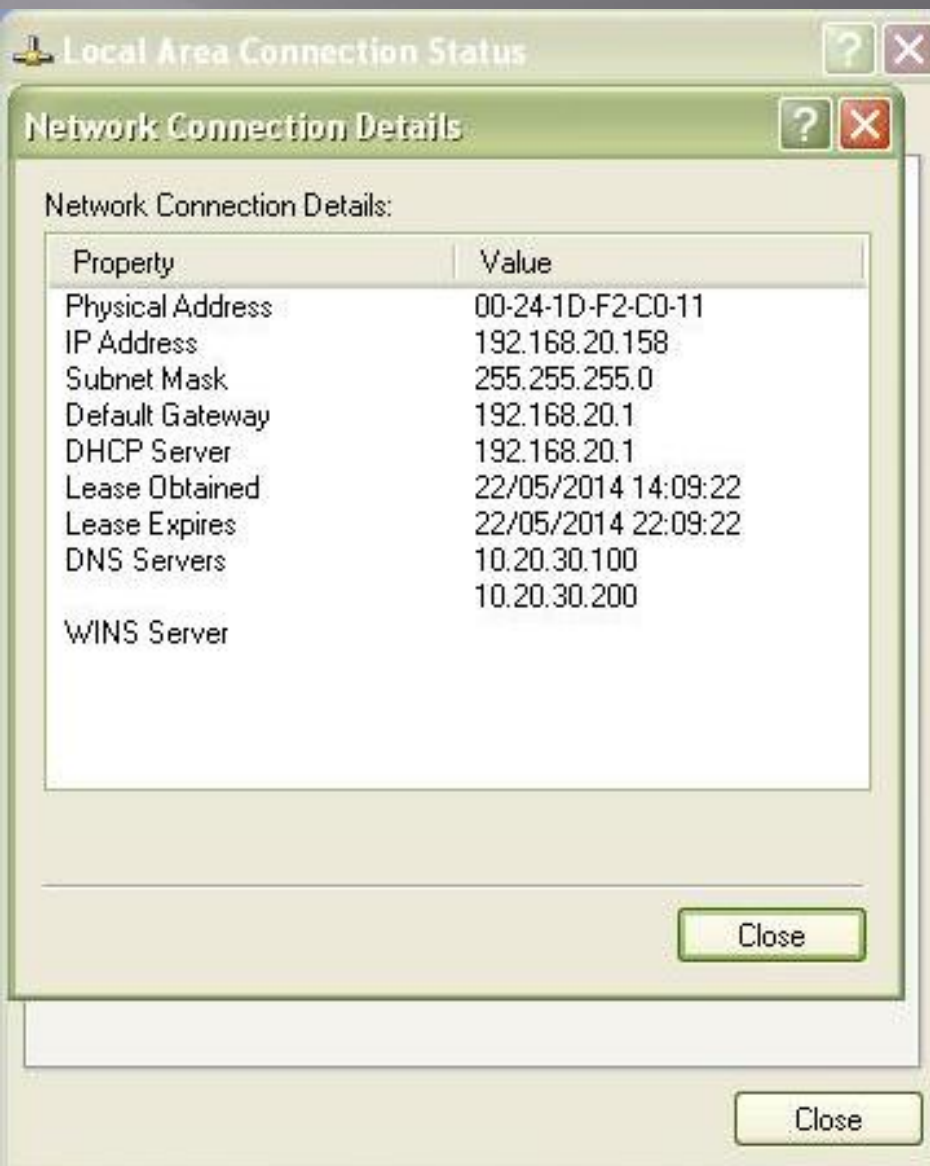 Local Area Connection Status
Network Connection Details
Network Connection Details:
Property Value
Physical Address 00-24-1D-F2-C0-11
IP Address 192.168.20.158
Subnet Mask 255.255.255.0
Default Gateway 192.168.20.1
DHCP Server 192.168.20.1
Lease Obtained 22/05/2014 14:09:22
Lease Expires 22/05/2014 22:09:22
DNS Servers 10.20.30.100
10.20.30.200
WINS Server
Close
Close